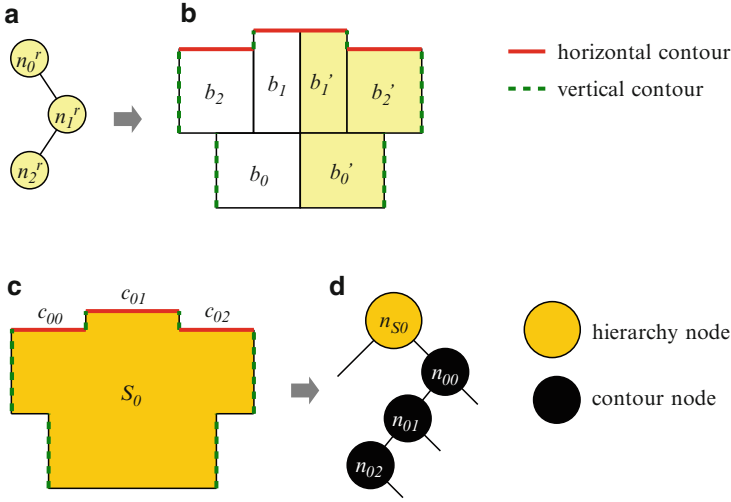 a
n₀ʳ
n₁ʳ
n₂ʳ
b
b₂
b₁
b₁'
b₂'
b₀
b₀'
horizontal contour
vertical contour
c
c₀₀
c₀₁
c₀₂
S₀
d
n_S0
n₀₀
n₀₁
n₀₂
hierarchy node
contour node